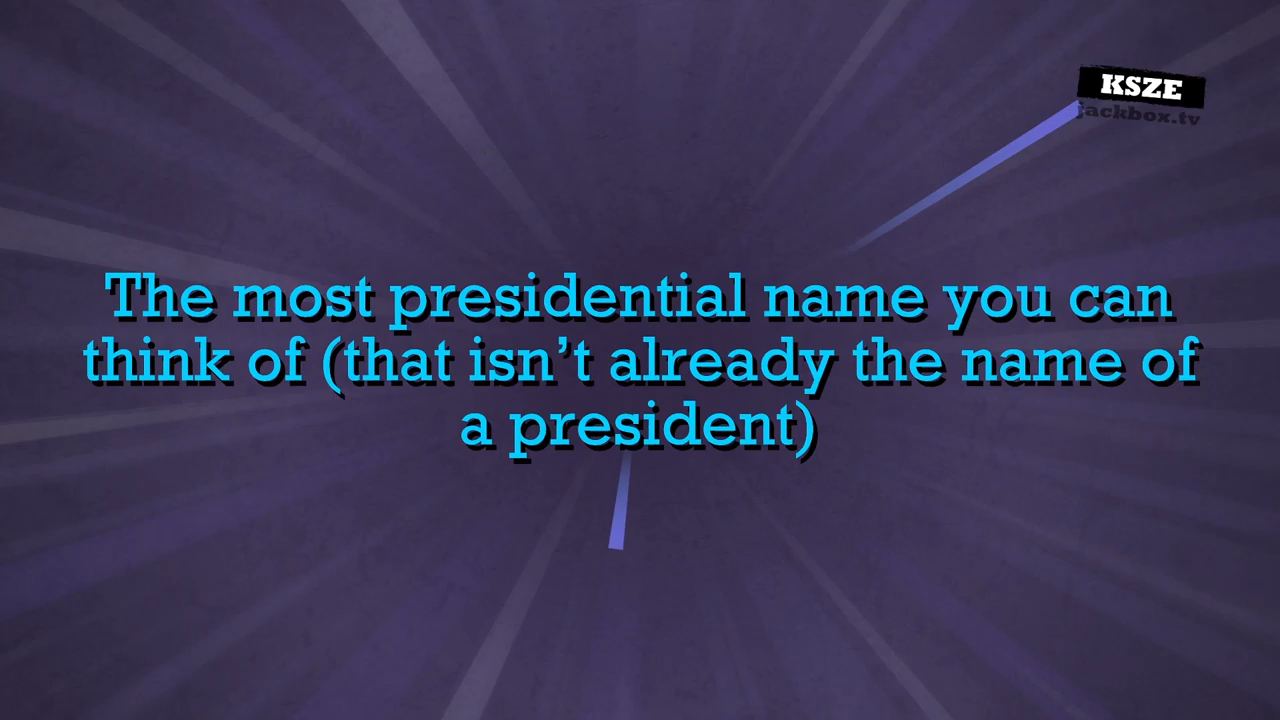 KSZE
jackbox.tv
The most presidential name you can
think of (that isn’t already the name of
a president)